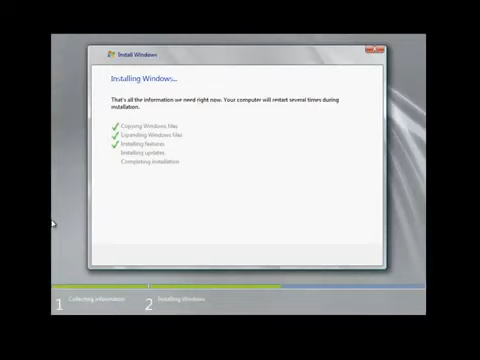 Install Windows
Installing Windows...
That's all the information we need right now. Your computer will restart several times during
installation.
Copying Windows files
Expanding Windows files
Installing features
Installing updates
Completing installation
1 Collecting information
2 Installing Windows